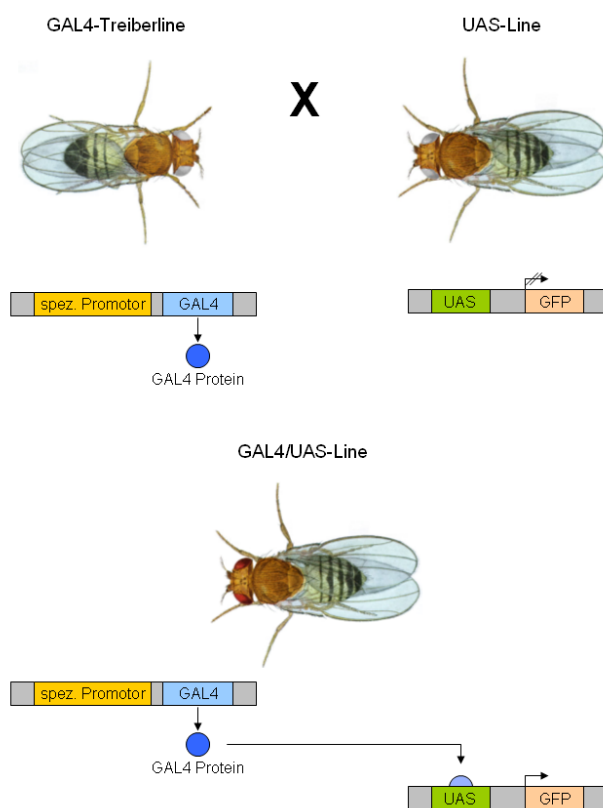 GAL4-Treiberline
UAS-Line
X
spez. Promotor GAL4
UAS GFP
GAL4 Protein
GAL4/UAS-Line
spez. Promotor GAL4
GAL4 Protein
UAS GFP